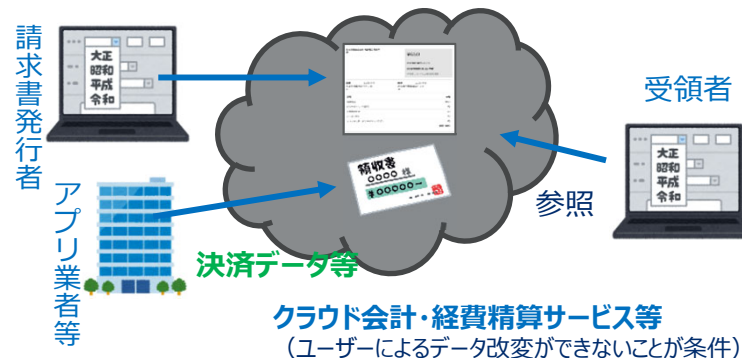 請求書発行者
大正
昭和
平成
令和
受領者
大正
昭和
平成
令和
領収書
○○○○ 様
¥○○○○○ー
参照
アプリ業者等
決済データ等
クラウド会計・経費精算サービス等
（ユーザーによるデータ改変ができないことが条件）